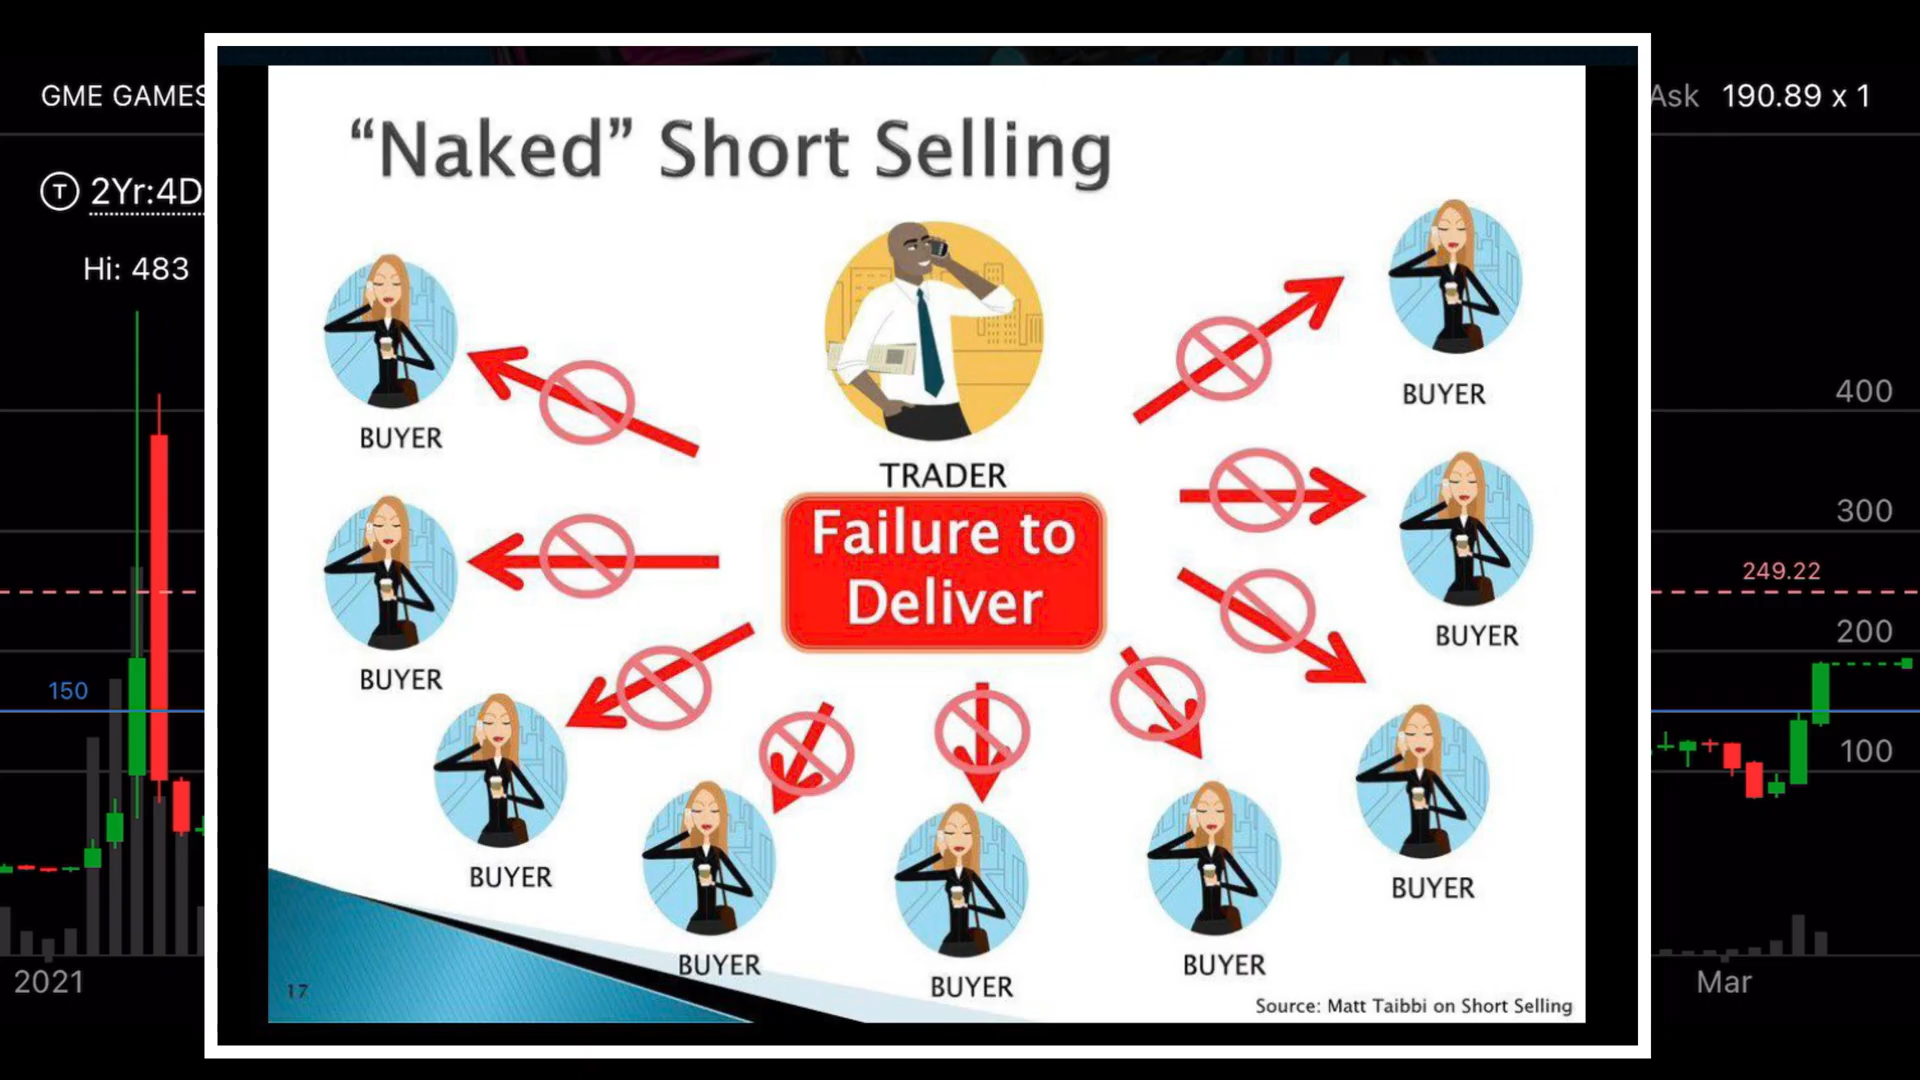 GME GAMES
Ask 190.89 x 1
2Yr:4D
Hi: 483
150
2021
“Naked” Short Selling
TRADER
Failure to
Deliver
BUYER
BUYER
BUYER
BUYER
BUYER
BUYER
BUYER
BUYER
BUYER
17
Source: Matt Taibbi on Short Selling
400
300
249.22
200
100
Mar